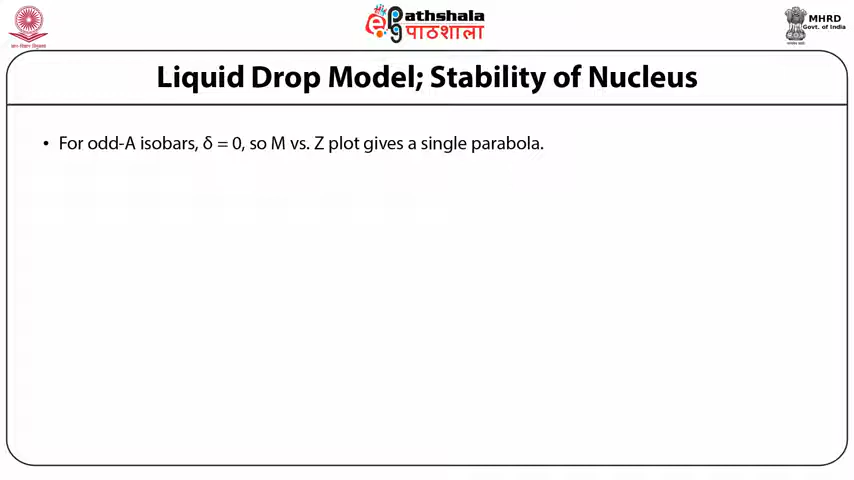 ePathshala
पाठशाला
MHRD
Govt. of India
Liquid Drop Model; Stability of Nucleus
• For odd-A isobars, δ = 0, so M vs. Z plot gives a single parabola.